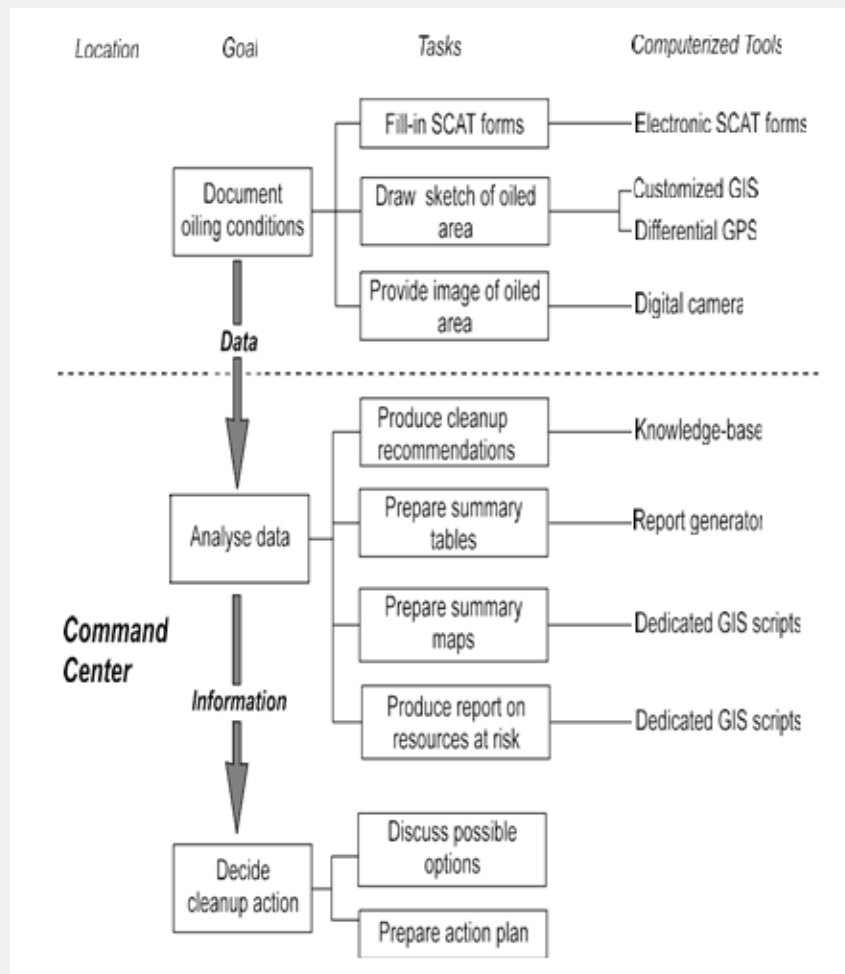 Location Goal Tasks Computerized Tools
Fill-in SCAT forms
Electronic SCAT forms
Document
oiling conditions
Draw sketch of oiled
area
Customized GIS
Differential GPS
Provide image of oiled
area
Digital camera
Data
Produce cleanup
recommendations
Knowledge-base
Analyse data
Prepare summary
tables
Report generator
Command
Center
Prepare summary
maps
Dedicated GIS scripts
Information
Produce report on
resources at risk
Dedicated GIS scripts
Decide
cleanup action
Discuss possible
options
Prepare action plan